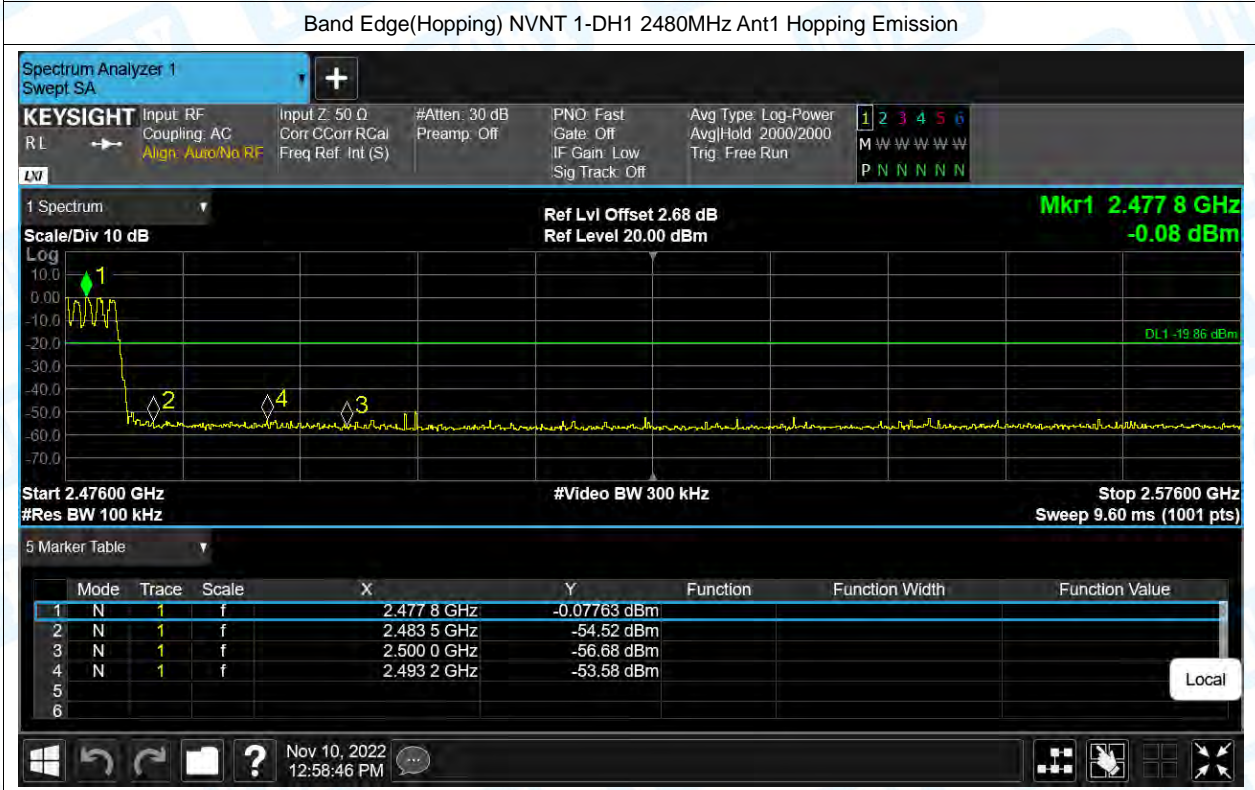 Band Edge(Hopping) NVNT 1-DH1 2480MHz Ant1 Hopping Emission
Spectrum Analyzer 1
Swept SA
+
KEYSIGHT
RL
LXI
Input: RF
Coupling: AC
Align: Auto/No RF
Input Z: 50 Ω
Corr CCorr RCal
Freq Ref: Int (S)
#Atten: 30 dB
Preamp: Off
PNO: Fast
Gate: Off
IF Gain: Low
Sig Track: Off
Avg Type: Log-Power
Avg|Hold: 2000/2000
Trig: Free Run
1 2 3 4 5 6
M W W W W W
P N N N N N
1 Spectrum
Scale/Div 10 dB
Ref Lvl Offset 2.68 dB
Ref Level 20.00 dBm
Mkr1 2.477 8 GHz
-0.08 dBm
Log
10.0
0.00
-10.0
-20.0
-30.0
-40.0
-50.0
-60.0
-70.0
1
2
4
3
DL1 -19.86 dBm
Start 2.47600 GHz
#Res BW 100 kHz
#Video BW 300 kHz
Stop 2.57600 GHz
Sweep 9.60 ms (1001 pts)
5 Marker Table
Mode Trace Scale X Y Function Function Width Function Value
1 N 1 f 2.477 8 GHz -0.07763 dBm
2 N 1 f 2.483 5 GHz -54.52 dBm
3 N 1 f 2.500 0 GHz -56.68 dBm
4 N 1 f 2.493 2 GHz -53.58 dBm
5
6
Local
?
Nov 10, 2022
12:58:46 PM